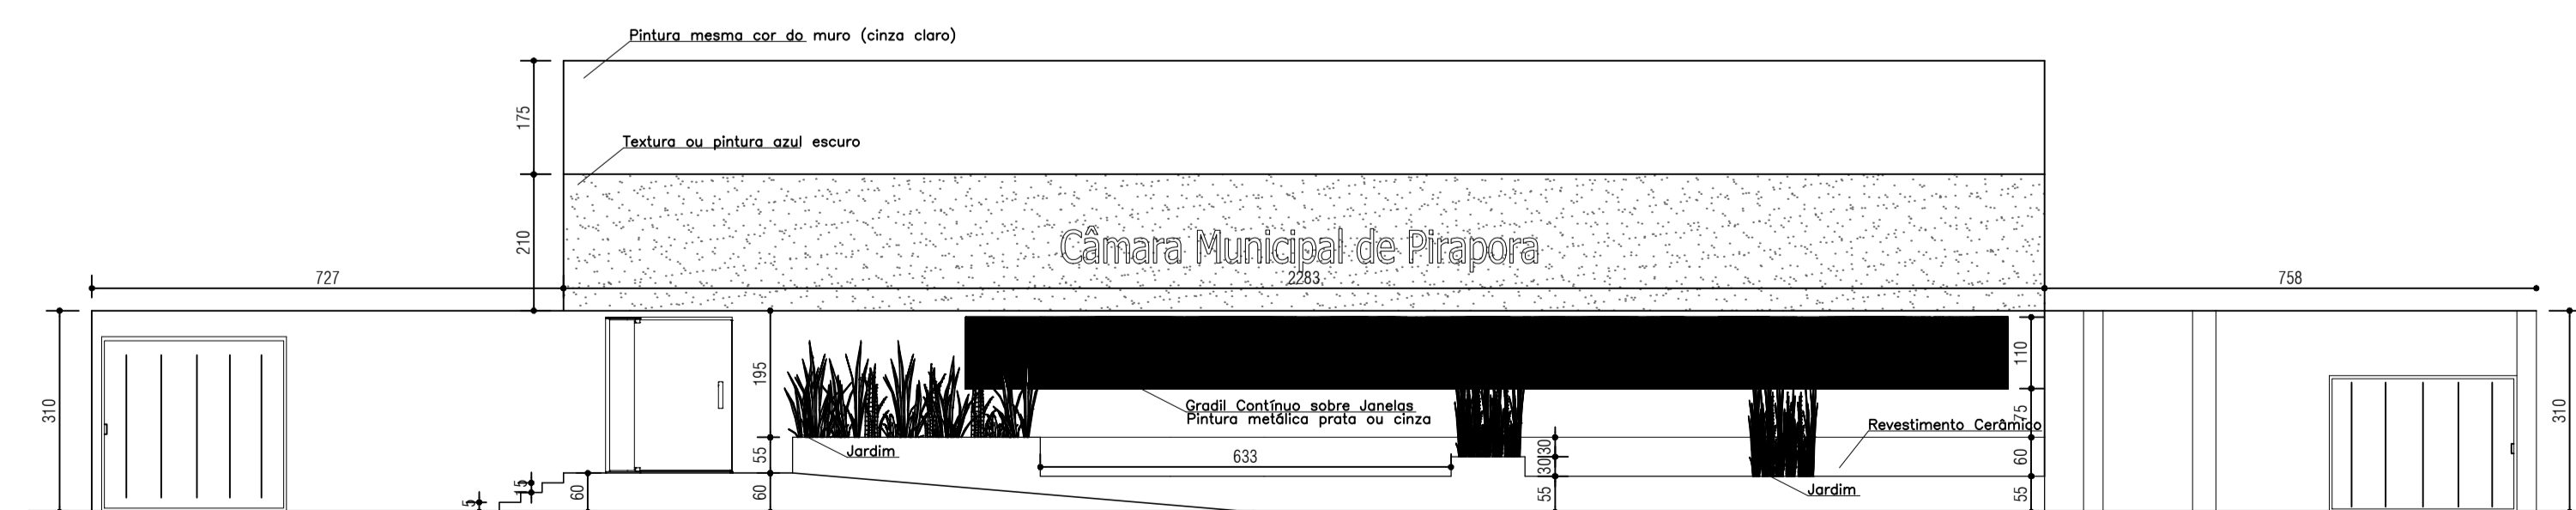 Pintura mesma cor do muro (cinza claro)
175
Textura ou pintura azul escuro
210
Câmara Municipal de Pirapora
727
2283
758
310
195
110
310
Gradil Contínuo sobre Janelas
Pintura metálica prata ou cinza
75
Revestimento Cerâmico
Jardim
55
633
30
30
60
15
60
60
55
Jardim
55
5